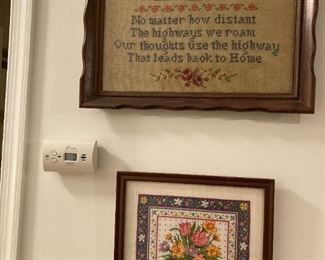 No matter how distant
The highways we roam
Our thoughts use the highway
That leads back to Home